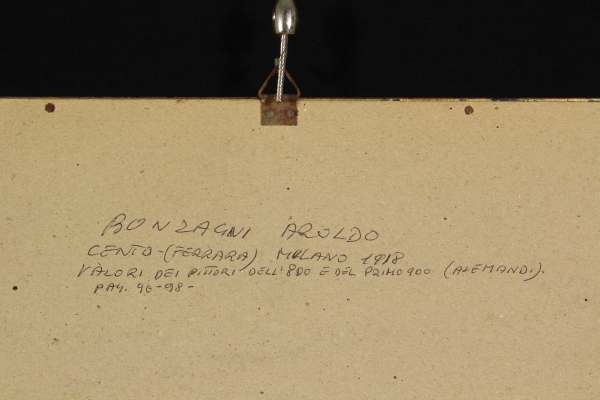 BONZAGNI AROLDO
CENTO-(FERRARA) MILANO 1918
VALORI DEI PITTORI DELL'800 E DEL PRIMO 900 (ALEMANDI).
PAG. 96-98-